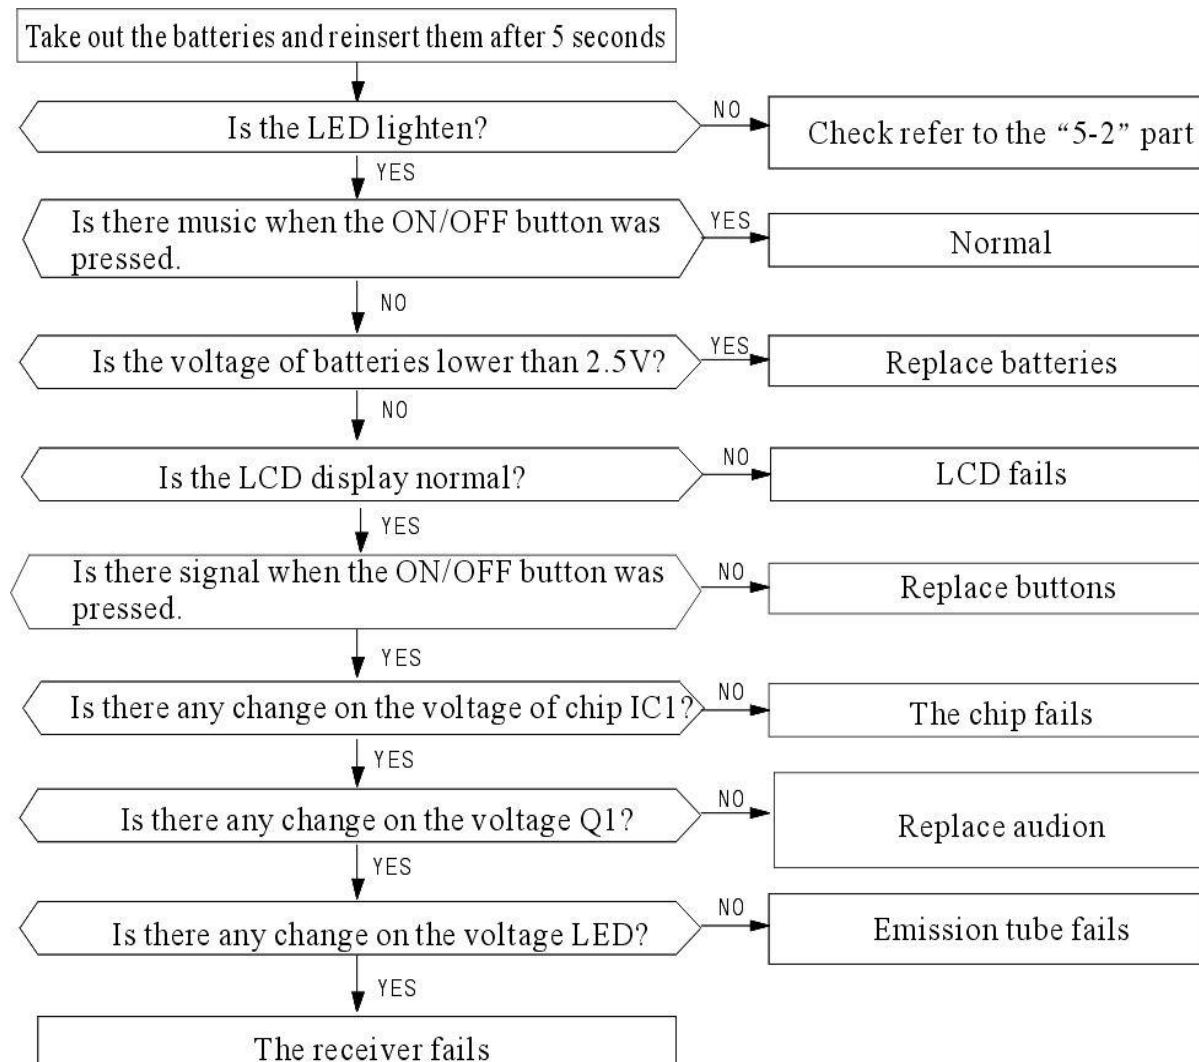 Take out the batteries and reinsert them after 5 seconds
Is the LED lighten?
NO
Check refer to the “5-2” part
YES
Is there music when the ON/OFF button was
pressed.
YES
Normal
NO
Is the voltage of batteries lower than 2.5V?
YES
Replace batteries
NO
Is the LCD display normal?
NO
LCD fails
YES
Is there signal when the ON/OFF button was
pressed.
NO
Replace buttons
YES
Is there any change on the voltage of chip IC1?
NO
The chip fails
YES
Is there any change on the voltage Q1?
NO
Replace audion
YES
Is there any change on the voltage LED?
NO
Emission tube fails
YES
The receiver fails